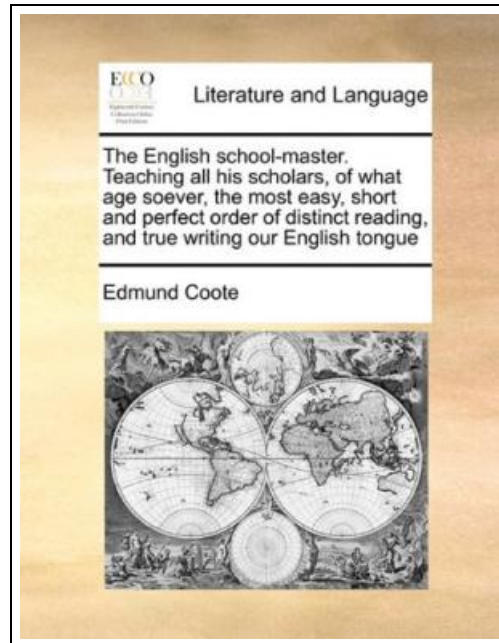 ECCO
Literature and Language
The English school-master.
Teaching all his scholars, of what
age soever, the most easy, short
and perfect order of distinct reading,
and true writing our English tongue
Edmund Coote